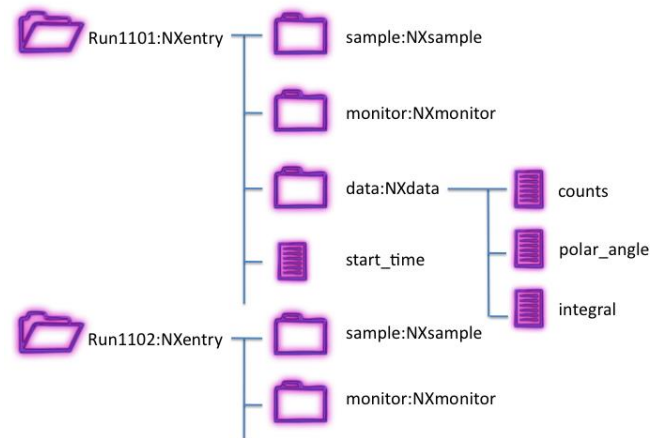 Run1101:NXentry
sample:NXsample
monitor:NXmonitor
data:NXdata
counts
polar_angle
integral
start_time
Run1102:NXentry
sample:NXsample
monitor:NXmonitor